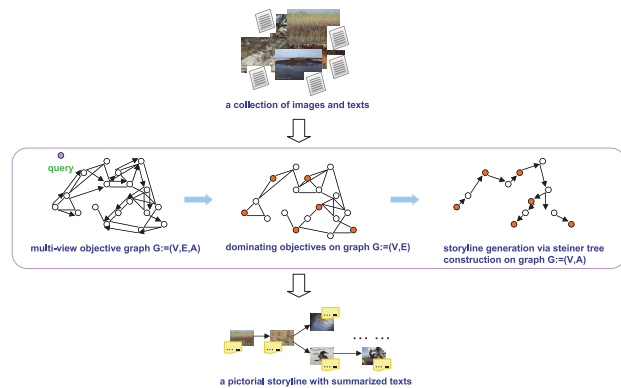 a collection of images and texts
query
multi-view objective graph G:=(V,E,A)
dominating objectives on graph G:=(V,E)
storyline generation via steiner tree
construction on graph G:=(V,A)
... ...
a pictorial storyline with summarized texts